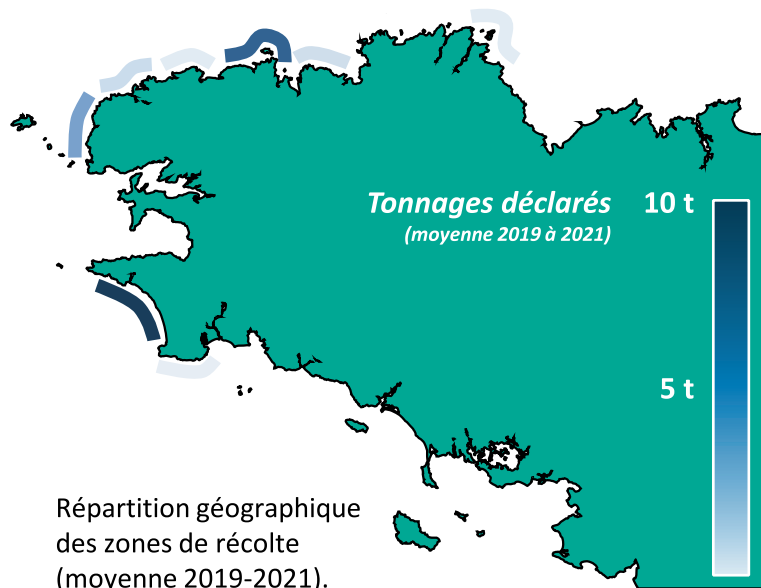 Tonnages déclarés
(moyenne 2019 à 2021)
10 t
5 t
Répartition géographique
des zones de récolte
(moyenne 2019-2021).